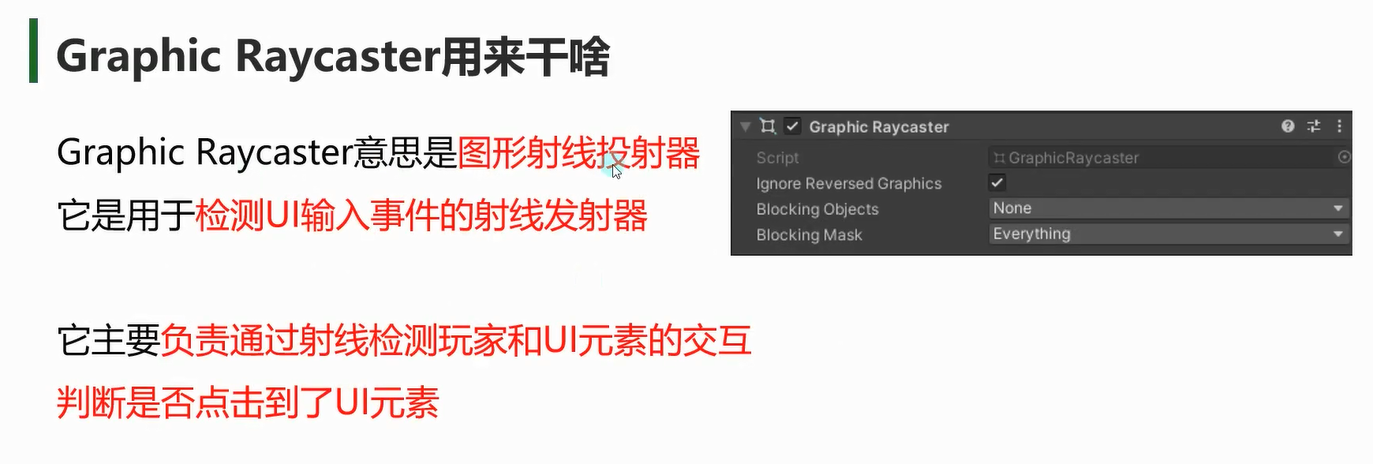 Graphic Raycaster用来干啥
Graphic Raycaster意思是图形射线投射器
它是用于检测UI输入事件的射线发射器
它主要负责通过射线检测玩家和UI元素的交互
判断是否点击到了UI元素
Graphic Raycaster
Script GraphicRaycaster
Ignore Reversed Graphics
Blocking Objects None
Blocking Mask Everything